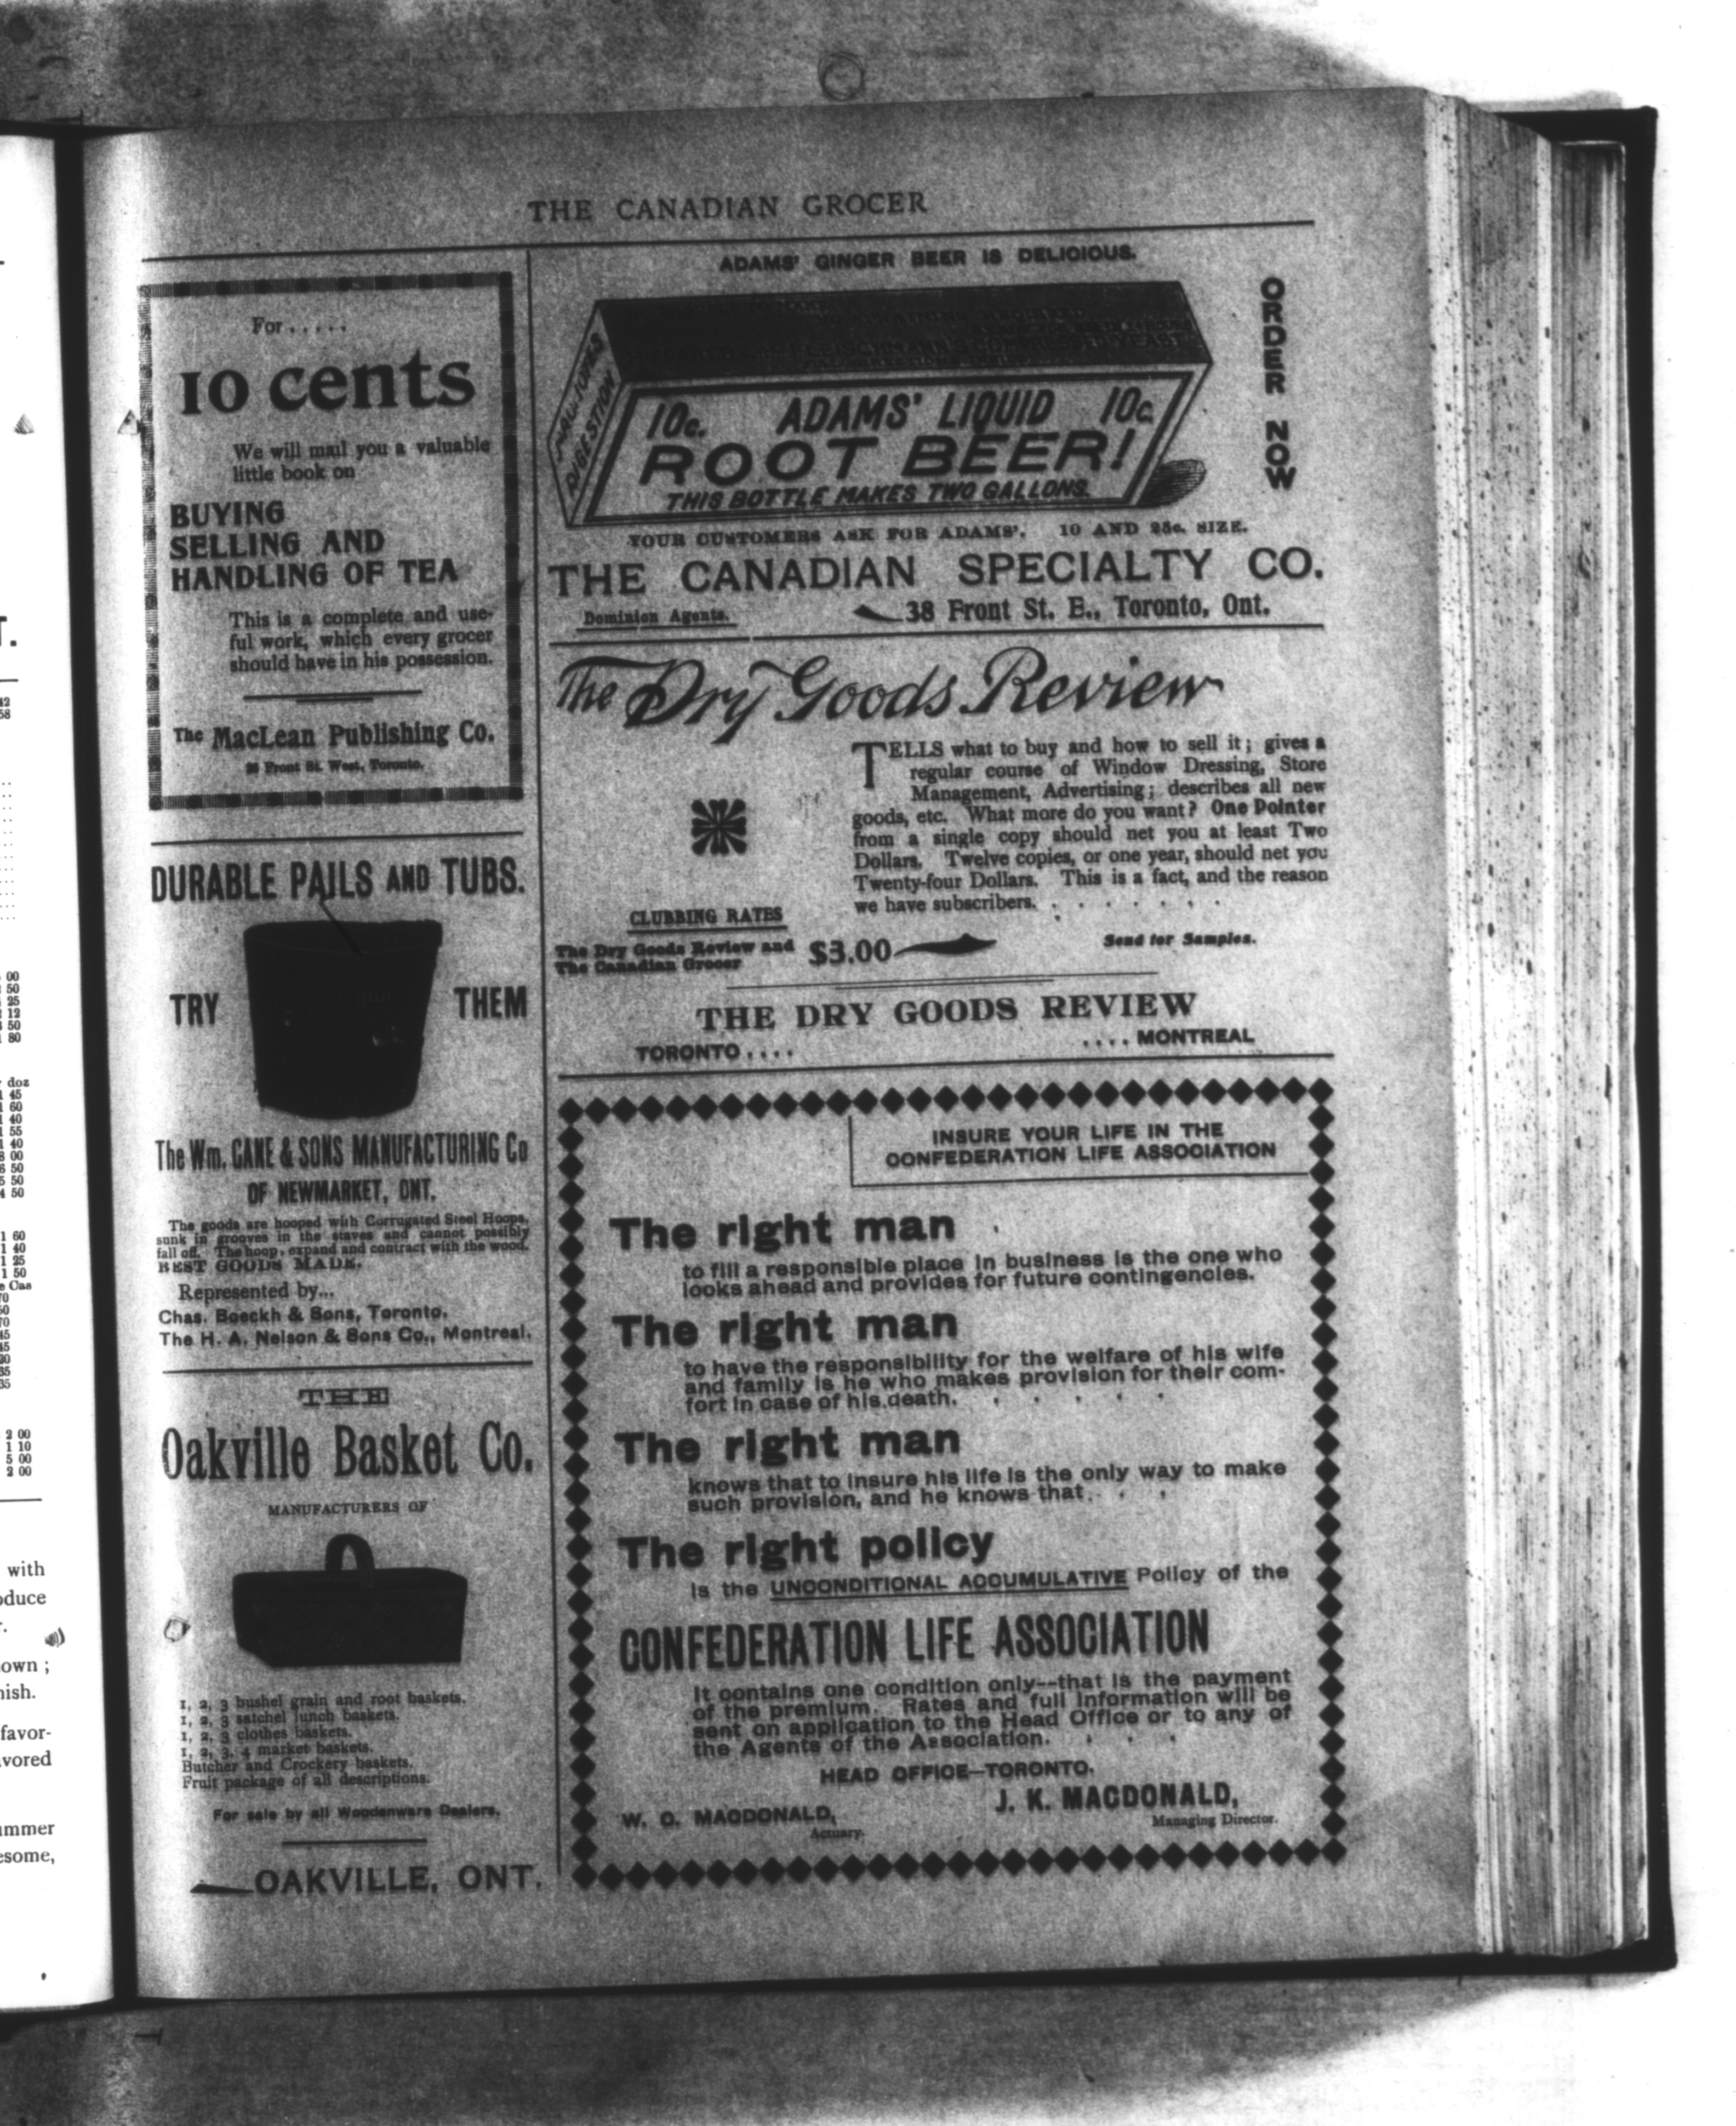 THE CANADIAN GROCER
For.....
10 cents
We will mail you a valuable
little book on
BUYING
SELLING AND
HANDLING OF TEA
This is a complete and use-
ful work, which every grocer
should have in his possession.
The MacLean Publishing Co.
Front St. West, Toronto.
DURABLE PAILS AND TUBS.
TRY THEM
The Wm. CANE & SONS MANUFACTURING Co
OF NEWMARKET, ONT.
The goods are hooped with Corrugated Steel Hoops,
sunk in grooves in the staves and cannot possibly
fall off. The hoop, expand and contract with the wood.
BEST GOODS MADE.
Represented by...
Chas. Boeckh & Sons, Toronto.
The H. A. Nelson & Sons Co., Montreal.
THE
Oakville Basket Co.
MANUFACTURERS OF
1, 2, 3 bushel grain and root baskets.
1, 2, 3 satchel lunch baskets.
1, 2, 3 clothes baskets.
1, 2, 3, 4 market baskets.
Butcher and Crockery baskets.
Fruit package of all descriptions.
For sale by all Woodenware Dealers.
OAKVILLE, ONT.
ADAMS' GINGER BEER IS DELICIOUS.
ORDER NOW
DIGESTION
10c. ADAMS' LIQUID 10c.
ROOT BEER!
THIS BOTTLE MAKES TWO GALLONS.
YOUR CUSTOMERS ASK FOR ADAMS'. 10 AND 25c. SIZE.
THE CANADIAN SPECIALTY CO.
Dominion Agents. 38 Front St. E., Toronto, Ont.
The Dry Goods Review
TELLS what to buy and how to sell it; gives a
regular course of Window Dressing, Store
Management, Advertising; describes all new
goods, etc. What more do you want? One Pointer
from a single copy should net you at least Two
Dollars. Twelve copies, or one year, should net you
Twenty-four Dollars. This is a fact, and the reason
we have subscribers. . . . . . . .
CLUBBING RATES
The Dry Goods Review and
The Canadian Grocer
$3.00
Send for Samples.
THE DRY GOODS REVIEW
TORONTO.... ....MONTREAL
INSURE YOUR LIFE IN THE
CONFEDERATION LIFE ASSOCIATION
The right man
to fill a responsible place in business is the one who
looks ahead and provides for future contingencies.
The right man
to have the responsibility for the welfare of his wife
and family is he who makes provision for their com-
fort in case of his death. . . . . .
The right man
knows that to insure his life is the only way to make
such provision, and he knows that. . .
The right policy
is the UNCONDITIONAL ACCUMULATIVE Policy of the
CONFEDERATION LIFE ASSOCIATION
It contains one condition only--that is the payment
of the premium. Rates and full information will be
sent on application to the Head Office or to any of
the Agents of the Association. . . .
HEAD OFFICE—TORONTO.
J. K. MACDONALD,
Managing Director.
W. C. MACDONALD,
Actuary.